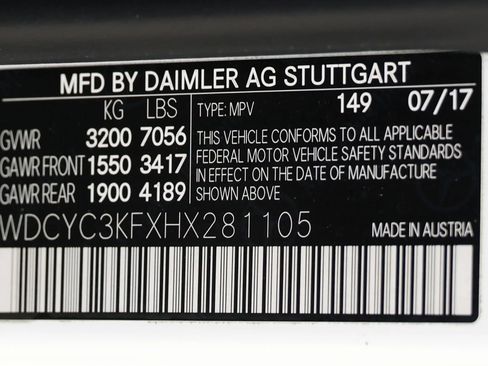 MFD BY DAIMLER AG STUTTGART
KG LBS TYPE: MPV 149 07/17
GVWR 3200 7056 THIS VEHICLE CONFORMS TO ALL APPLICABLE
GAWR FRONT 1550 3417 FEDERAL MOTOR VEHICLE SAFETY STANDARDS
GAWR REAR 1900 4189 IN EFFECT ON THE DATE OF MANUFACTURE
SHOWN ABOVE
WDCYC3KFXHX281105 MADE IN AUSTRIA